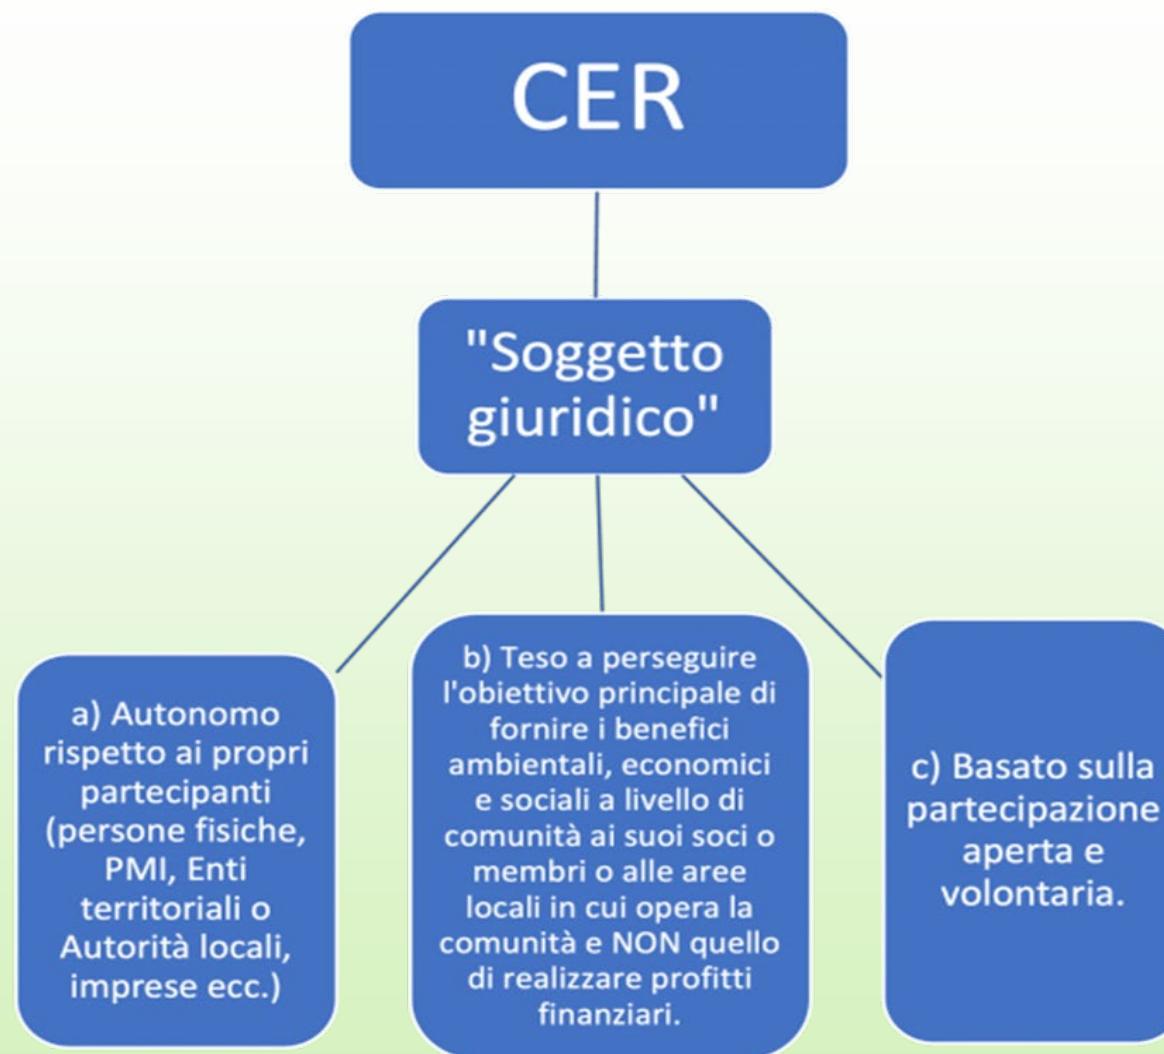 CER
"Soggetto
giuridico"
a) Autonomo
rispetto ai propri
partecipanti
(persone fisiche,
PMI, Enti
territoriali o
Autorità locali,
imprese ecc.)
b) Teso a perseguire
l'obiettivo principale di
fornire i benefici
ambientali, economici
e sociali a livello di
comunità ai suoi soci o
membri o alle aree
locali in cui opera la
comunità e NON quello
di realizzare profitti
finanziari.
c) Basato sulla
partecipazione
aperta e
volontaria.